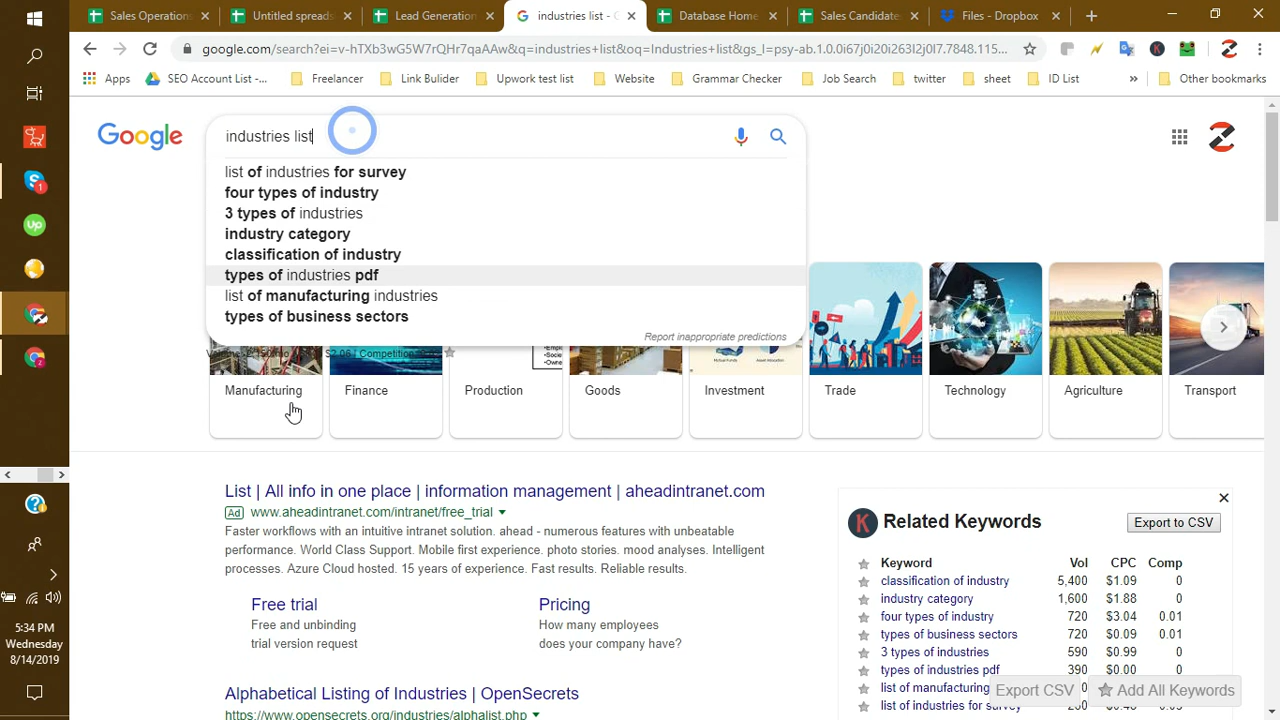 Sales Operations
Untitled spreads
Lead Generation
industries list - G
Database Home
Sales Candidate
Files - Dropbox
google.com/search?ei=v-hTXb3wG5W7rQHr7qaAAw&q=industries+list&oq=Industries+list&gs_l=psy-ab.1.0.0i67j0i20i263l2j0l7.7848.115...
Apps
SEO Account List -...
Freelancer
Link Builder
Upwork test list
Website
Grammar Checker
Job Search
twitter
sheet
ID List
»
Other bookmarks
Google
industries list
list of industries for survey
four types of industry
3 types of industries
industry category
classification of industry
types of industries pdf
list of manufacturing industries
types of business sectors
Report inappropriate predictions
Manufacturing
Finance
Production
Goods
Investment
Trade
Technology
Agriculture
Transport
List | All info in one place | information management | aheadintranet.com
Ad www.aheadintranet.com/intranet/free_trial
Faster workflows with an intuitive intranet solution. ahead - numerous features with unbeatable
performance. World Class Support. Mobile first experience. photo stories. mood analyses. Intelligent
processes. Azure Cloud hosted. 15 years of experience. Fast results. Reliable results.
Free trial
Free and unbinding
trial version request
Pricing
How many employees
does your company have?
Alphabetical Listing of Industries | OpenSecrets
https://www.opensecrets.org/industries/alphalist.php
K Related Keywords
Export to CSV
Keyword Vol CPC Comp
classification of industry 5,400 $1.09 0
industry category 1,600 $1.88 0
four types of industry 720 $3.04 0.01
types of business sectors 720 $0.09 0.01
3 types of industries 590 $0.99 0
types of industries pdf 390 $0.00 0
list of manufacturing
list of industries for
Export CSV
Add All Keywords
5:34 PM
Wednesday
8/14/2019